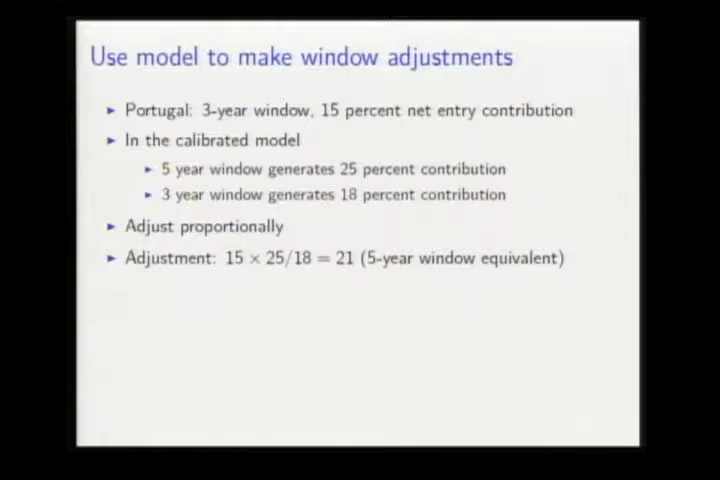 Use model to make window adjustments
► Portugal: 3-year window, 15 percent net entry contribution
► In the calibrated model
► 5 year window generates 25 percent contribution
► 3 year window generates 18 percent contribution
► Adjust proportionally
► Adjustment: 15 × 25/18 = 21 (5-year window equivalent)